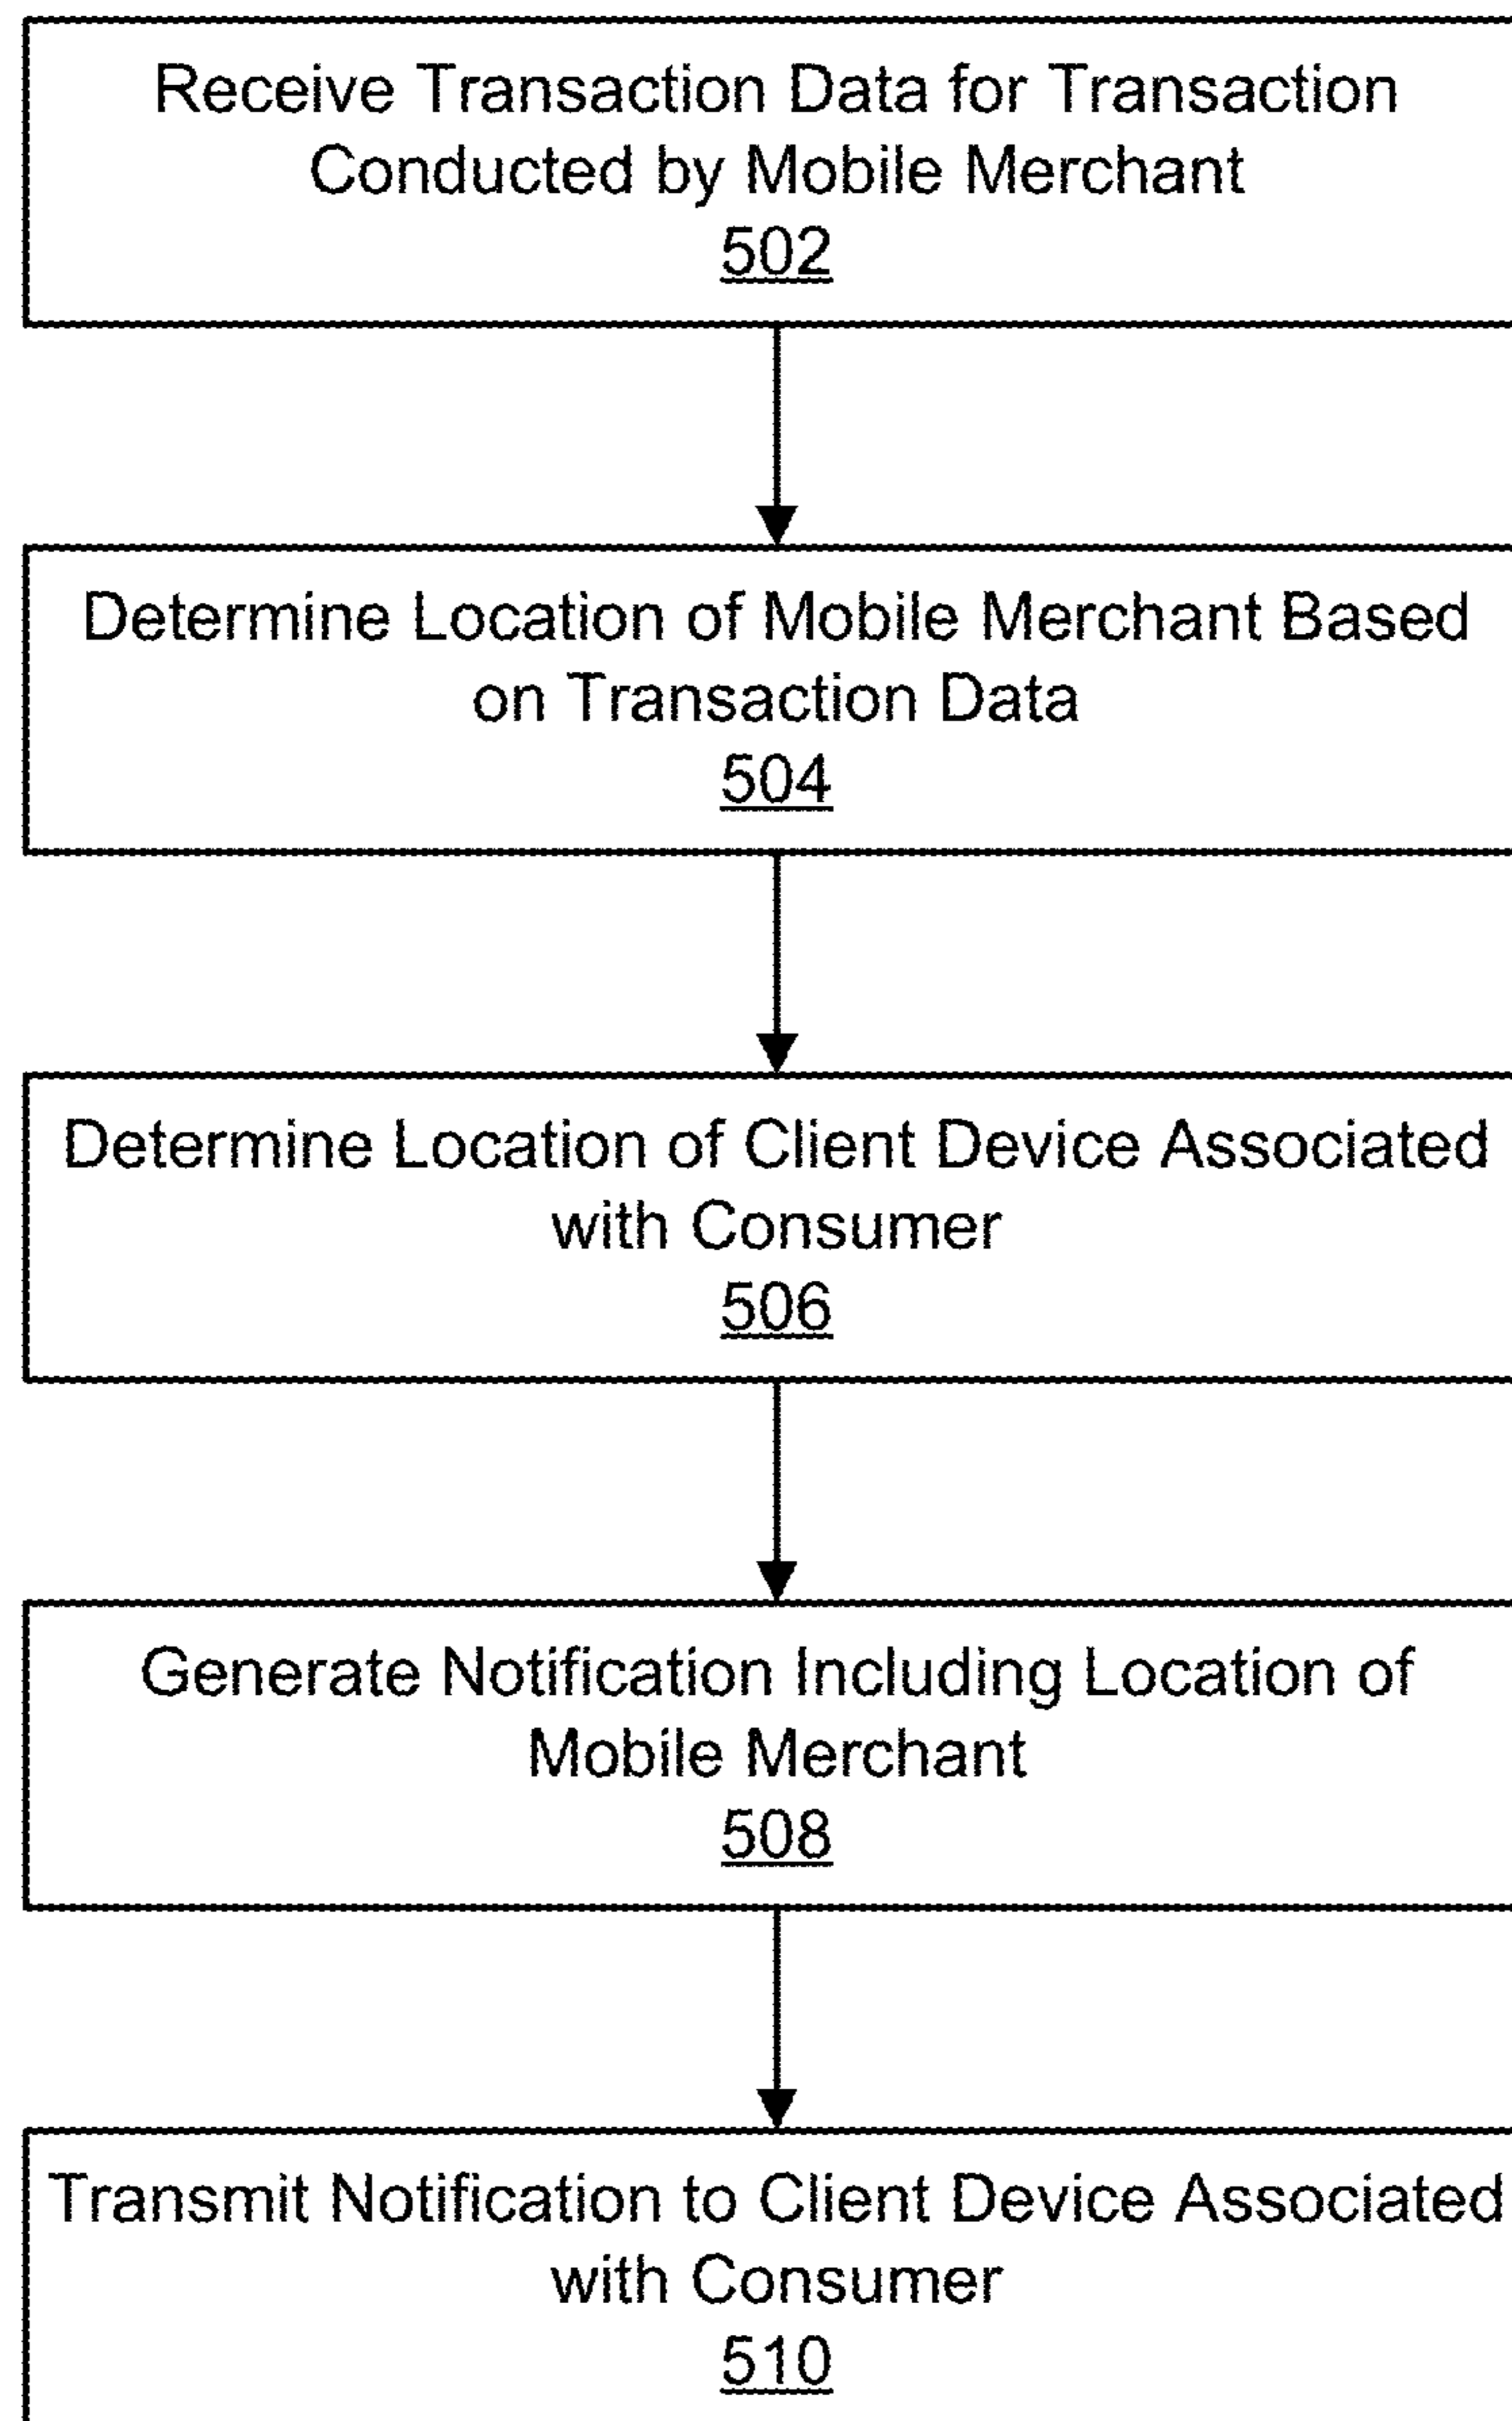 Receive Transaction Data for Transaction
Conducted by Mobile Merchant
502
Determine Location of Mobile Merchant Based
on Transaction Data
504
Determine Location of Client Device Associated
with Consumer
506
Generate Notification Including Location of
Mobile Merchant
508
Transmit Notification to Client Device Associated
with Consumer
510